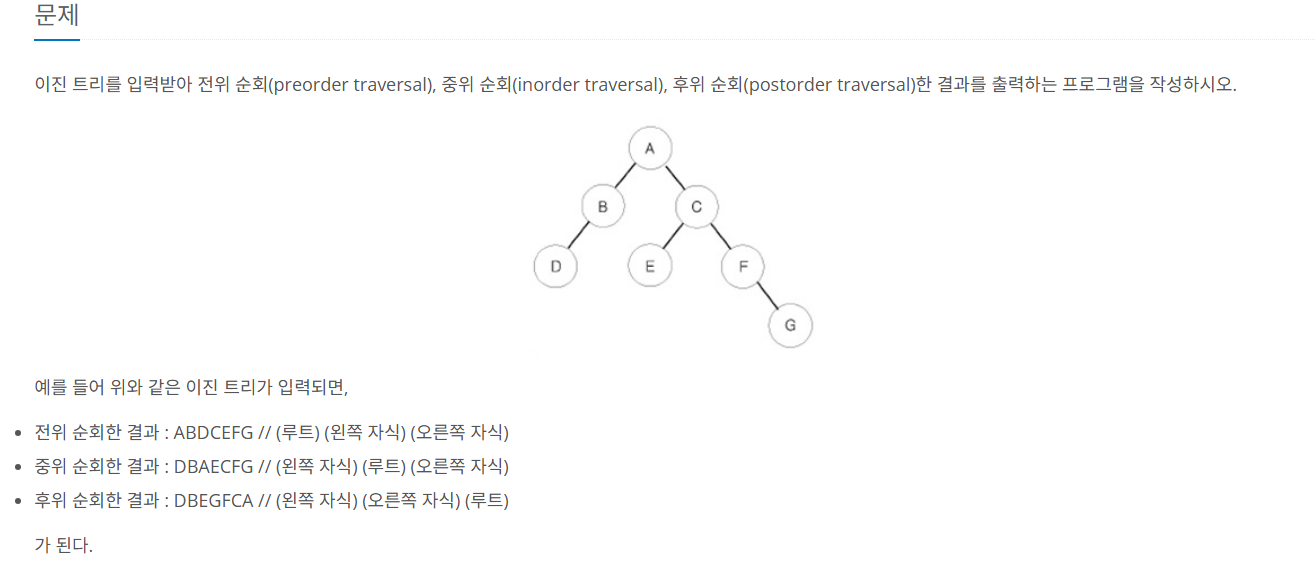 문제
이진 트리를 입력받아 전위 순회(preorder traversal), 중위 순회(inorder traversal), 후위 순회(postorder traversal)한 결과를 출력하는 프로그램을 작성하시오.
A
B
C
D
E
F
G
예를 들어 위와 같은 이진 트리가 입력되면,
전위 순회한 결과 : ABDCEFG // (루트) (왼쪽 자식) (오른쪽 자식)
중위 순회한 결과 : DBAECFG // (왼쪽 자식) (루트) (오른쪽 자식)
후위 순회한 결과 : DBEGFCA // (왼쪽 자식) (오른쪽 자식) (루트)
가 된다.